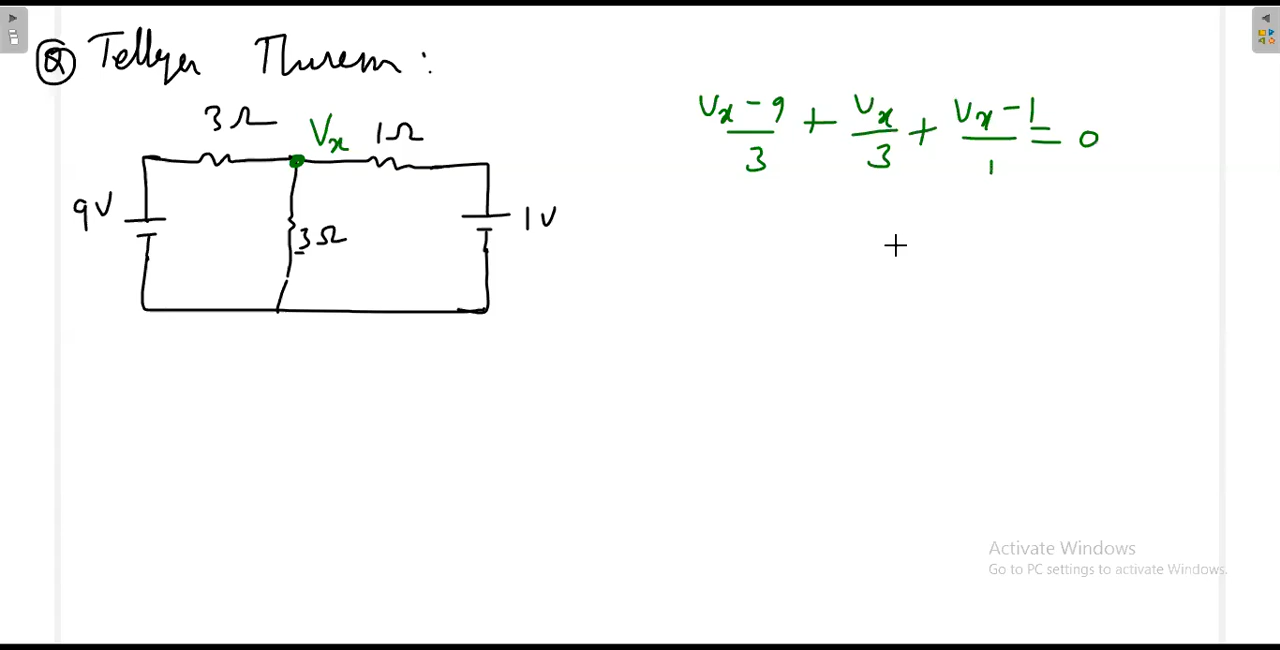 Q Tellegen Theorem :
3Ω Vx 1Ω
9V 3Ω 1V
Vx - 9 / 3 + Vx / 3 + Vx - 1 / 1 = 0
Activate Windows
Go to PC settings to activate Windows.